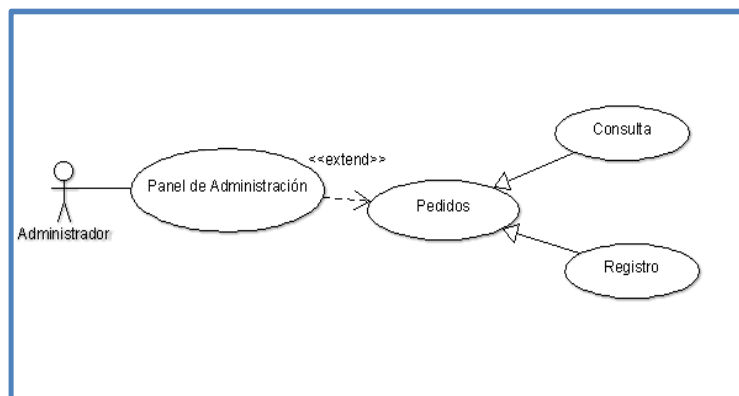 Consulta
<<extend>>
Panel de Administración
Pedidos
Administrador
Registro